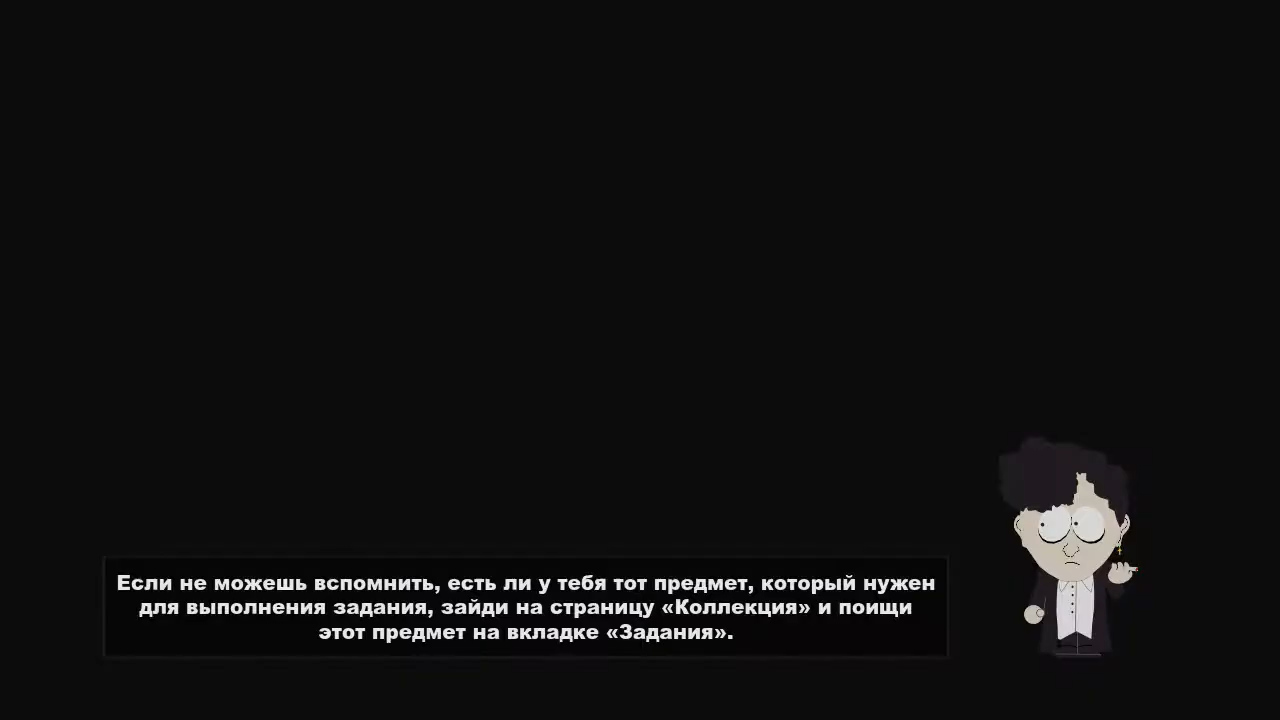 Если не можешь вспомнить, есть ли у тебя тот предмет, который нужен
для выполнения задания, зайди на страницу «Коллекция» и поищи
этот предмет на вкладке «Задания».